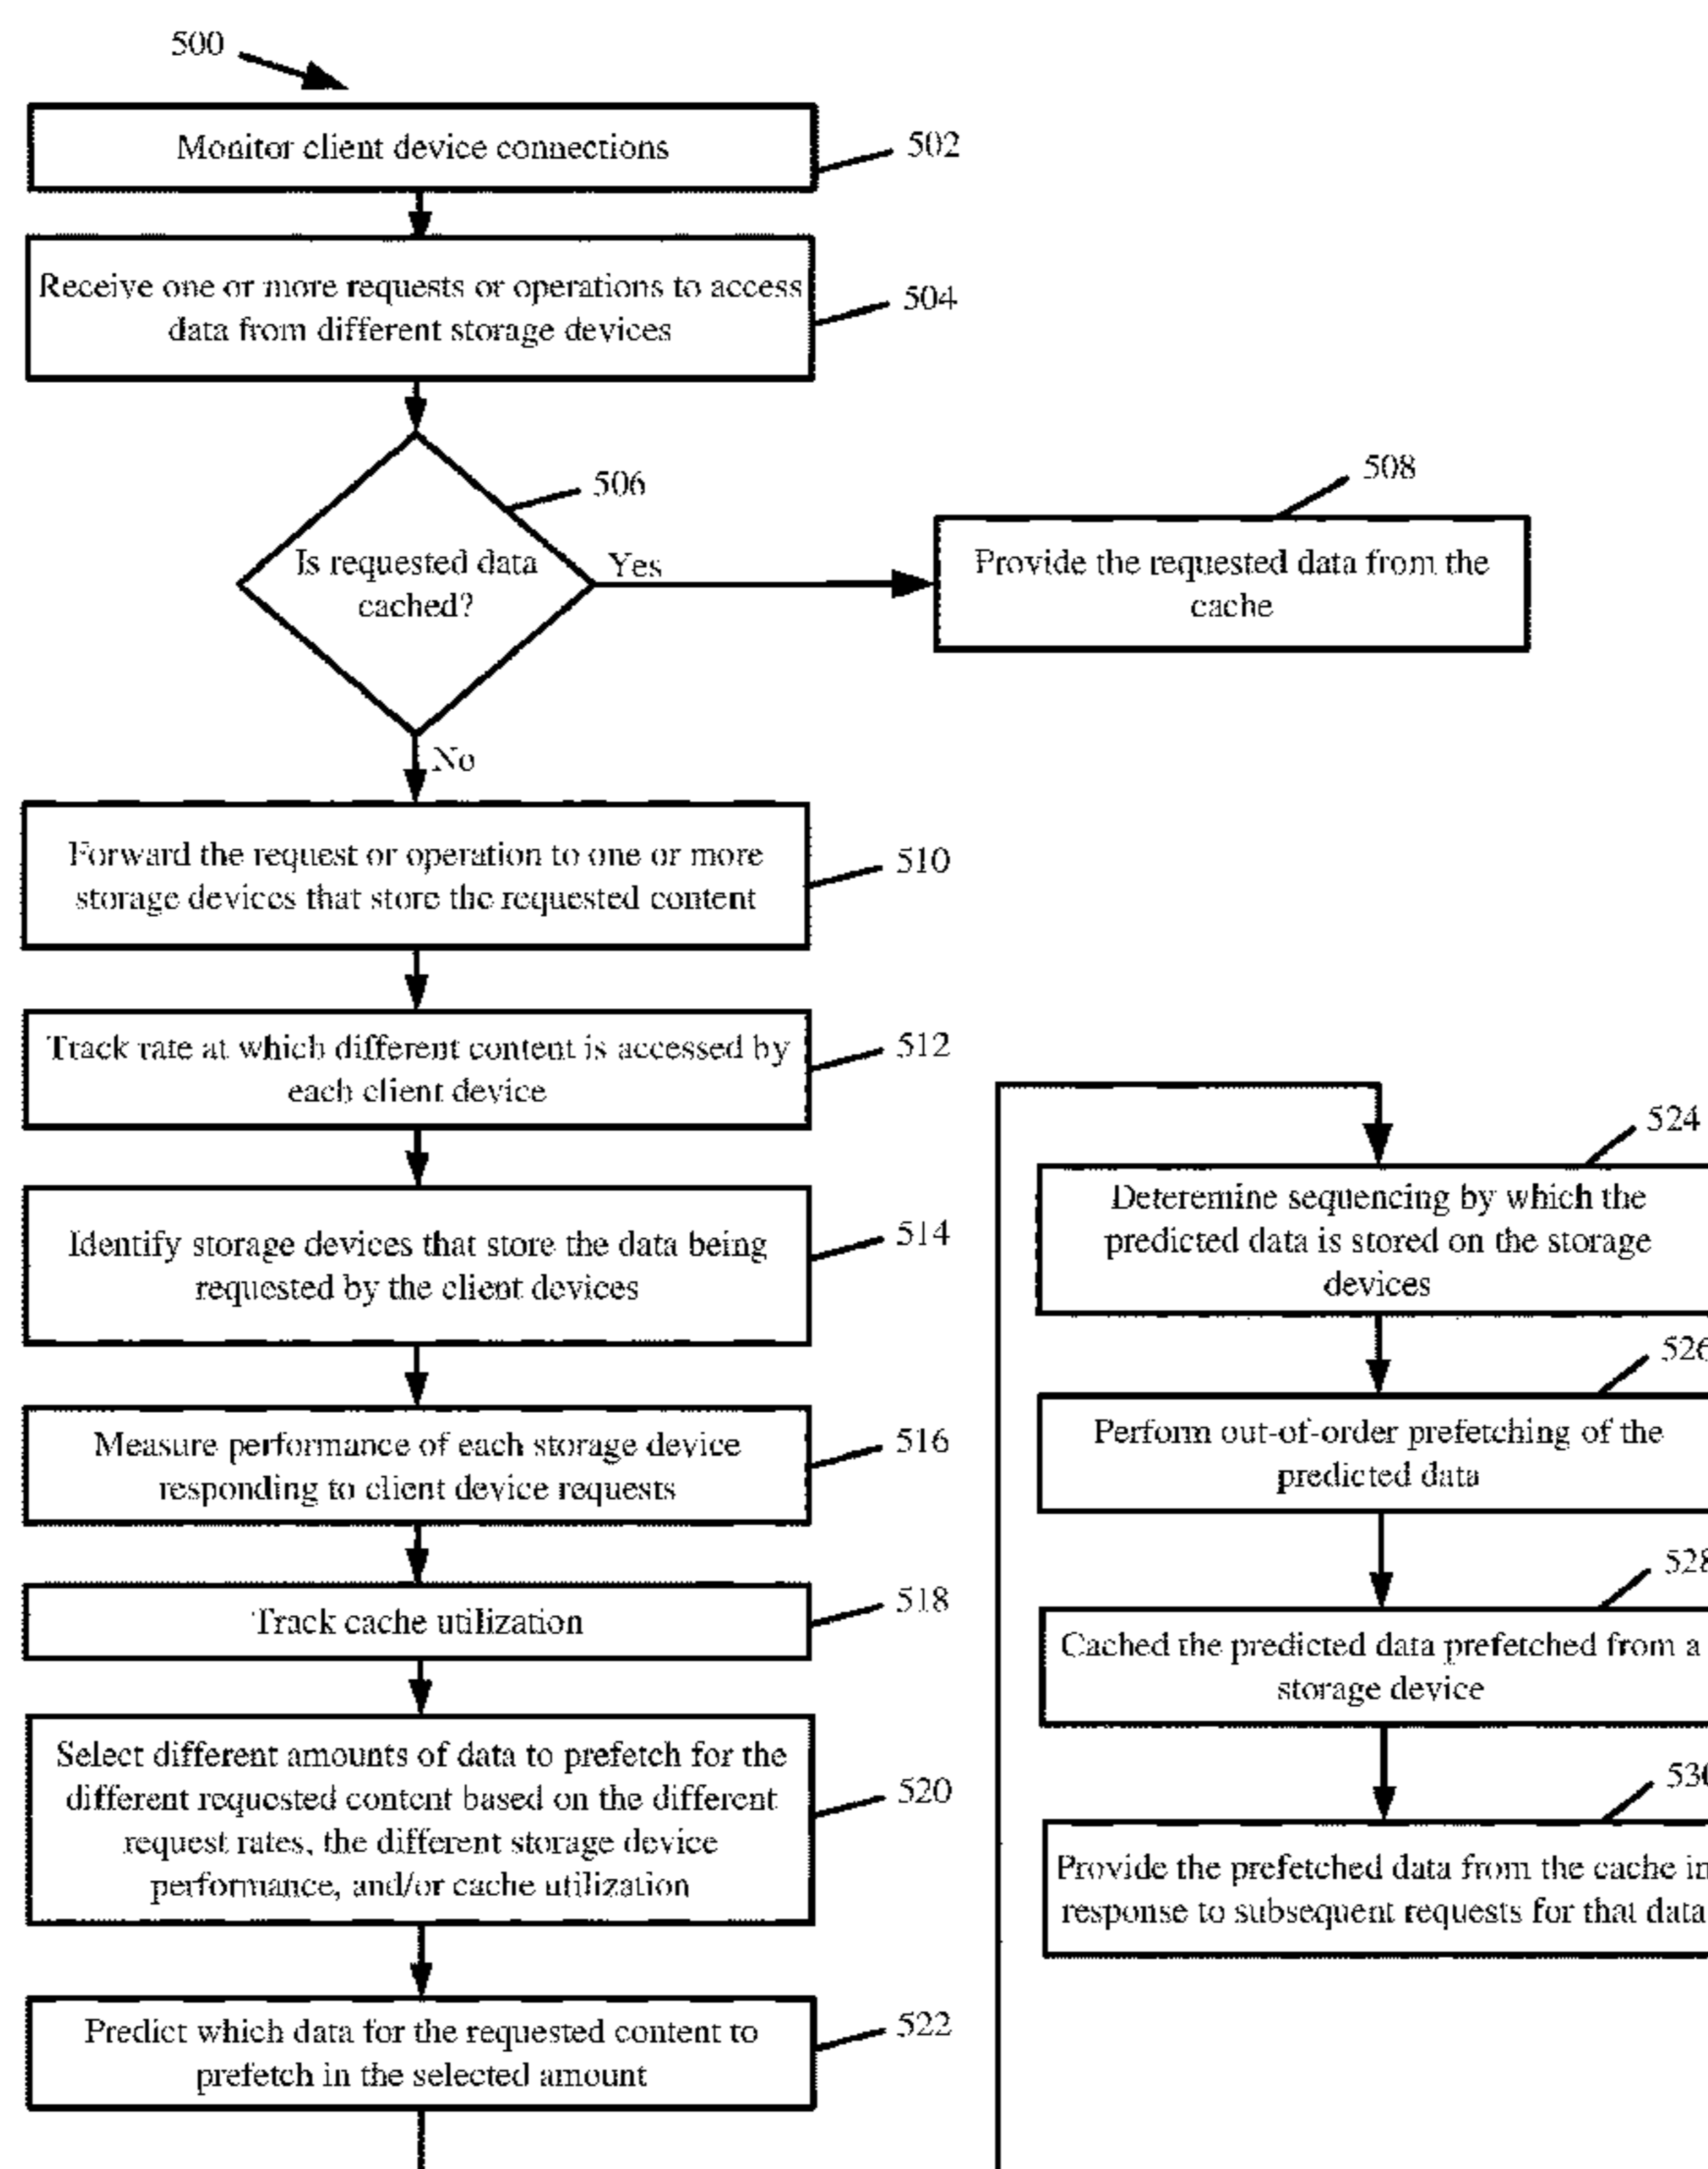 500
Monitor client device connections
502
Receive one or more requests or operations to access
data from different storage devices
504
506
Is requested data
cached?
Yes
508
Provide the requested data from the
cache
No
Forward the request or operation to one or more
storage devices that store the requested content
510
Track rate at which different content is accessed by
each client device
512
Identify storage devices that store the data being
requested by the client devices
514
Measure performance of each storage device
responding to client device requests
516
Track cache utilization
518
Select different amounts of data to prefetch for the
different requested content based on the different
request rates, the different storage device
performance, and/or cache utilization
520
Predict which data for the requested content to
prefetch in the selected amount
522
524
Deteremine sequencing by which the
predicted data is stored on the storage
devices
526
Perform out-of-order prefetching of the
predicted data
528
Cached the predicted data prefetched from a
storage device
530
Provide the prefetched data from the cache in
response to subsequent requests for that data